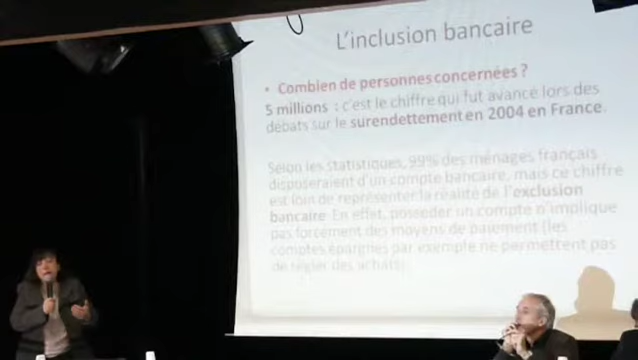 L'inclusion bancaire
• Combien de personnes concernées ?
5 millions : c'est le chiffre qui fut avancé lors des
débats sur le surendettement en 2004 en France.
Selon les statistiques, 99% des ménages français
disposeraient d'un compte bancaire, mais ce chiffre
est loin de représenter la réalité de l'exclusion
bancaire. En effet, posséder un compte n'implique
pas forcément des moyens de paiement (les
comptes épargnes par exemple ne permettent pas
de régler des achats).